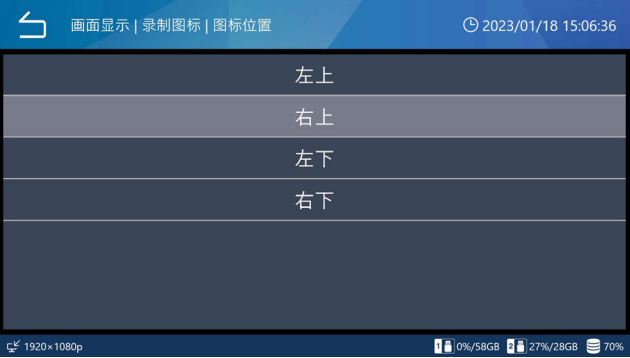 画面显示 | 录制图标 | 图标位置 2023/01/18 15:06:36
左上
右上
左下
右下
1920×1080p 1 0%/58GB 2 27%/28GB 70%